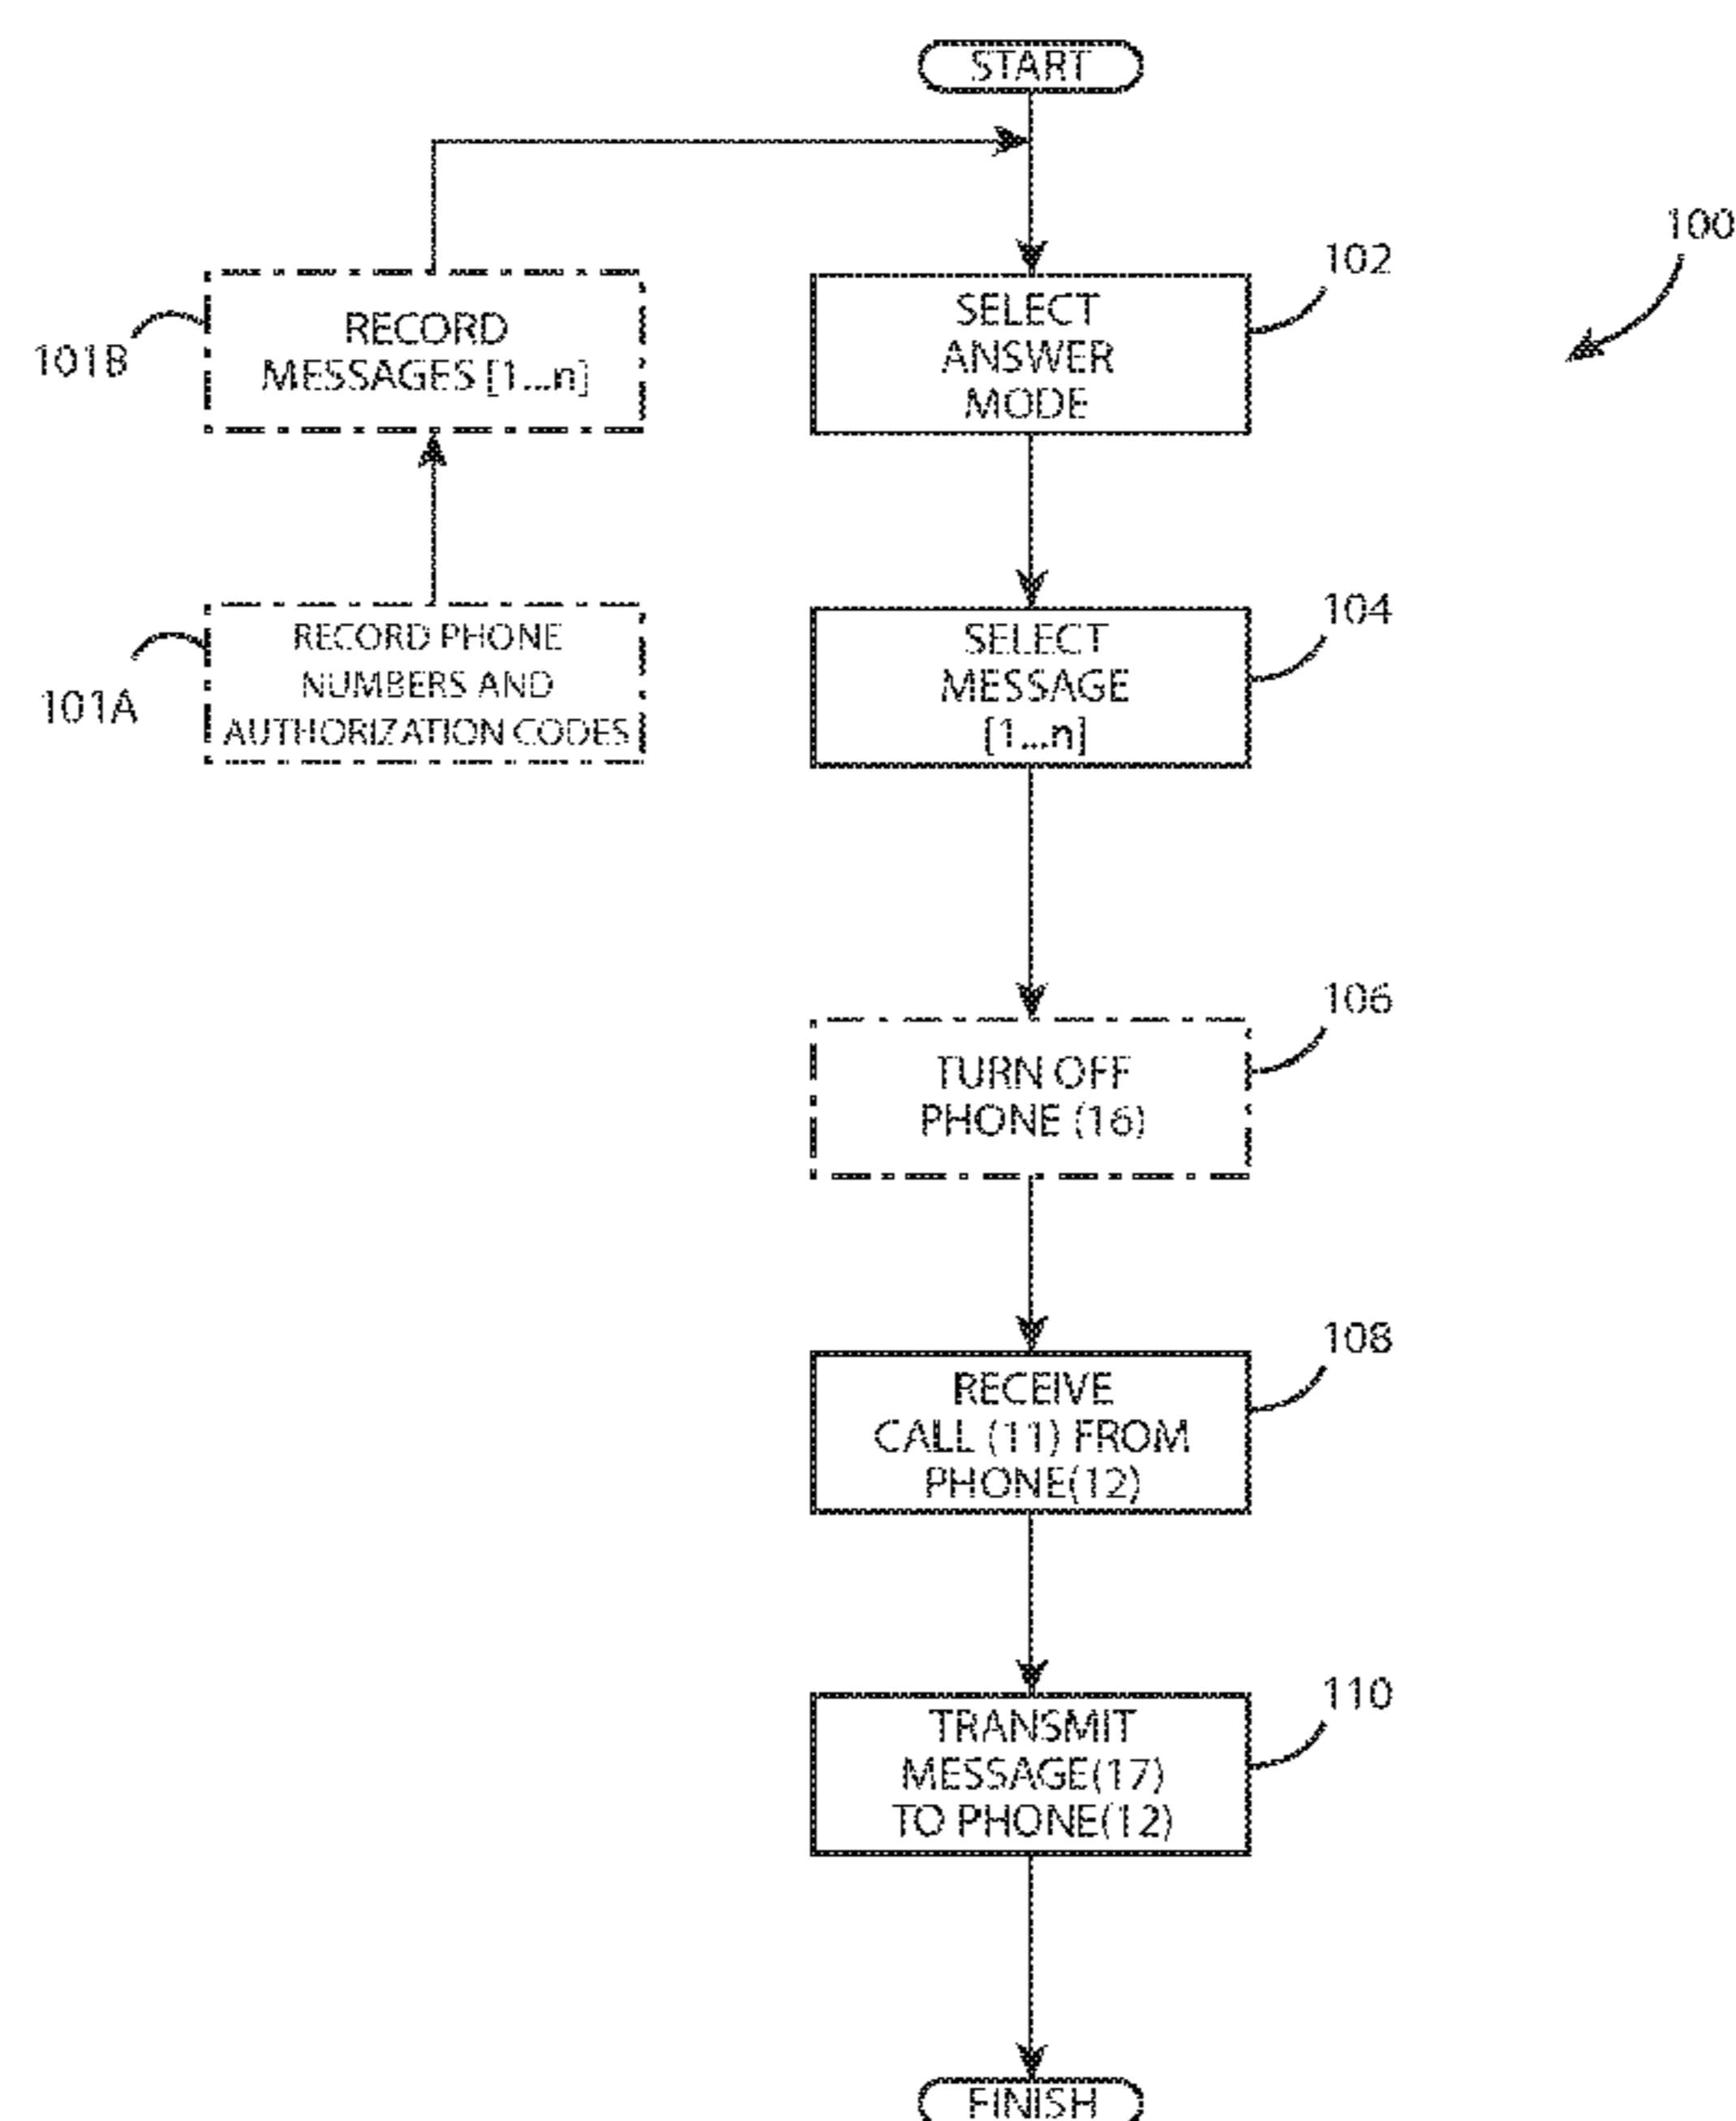 START
100
102
SELECT
ANSWER
MODE
101B
RECORD
MESSAGES [1...n]
104
SELECT
MESSAGE
[1...n]
101A
RECORD PHONE
NUMBERS AND
AUTHORIZATION CODES
106
TURN OFF
PHONE (16)
108
RECEIVE
CALL (11) FROM
PHONE(12)
110
TRANSMIT
MESSAGE(17)
TO PHONE(12)
FINISH